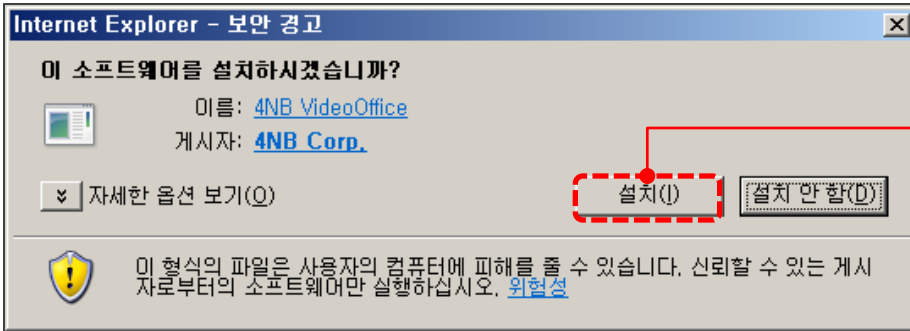 Internet Explorer - 보안 경고
이 소프트웨어를 설치하시겠습니까?
이름: 4NB VideoOffice
게시자: 4NB Corp.
자세한 옵션 보기(O)
설치(I)
설치 안 함(D)
이 형식의 파일은 사용자의 컴퓨터에 피해를 줄 수 있습니다. 신뢰할 수 있는 게시
자로부터의 소프트웨어만 실행하십시오. 위험성